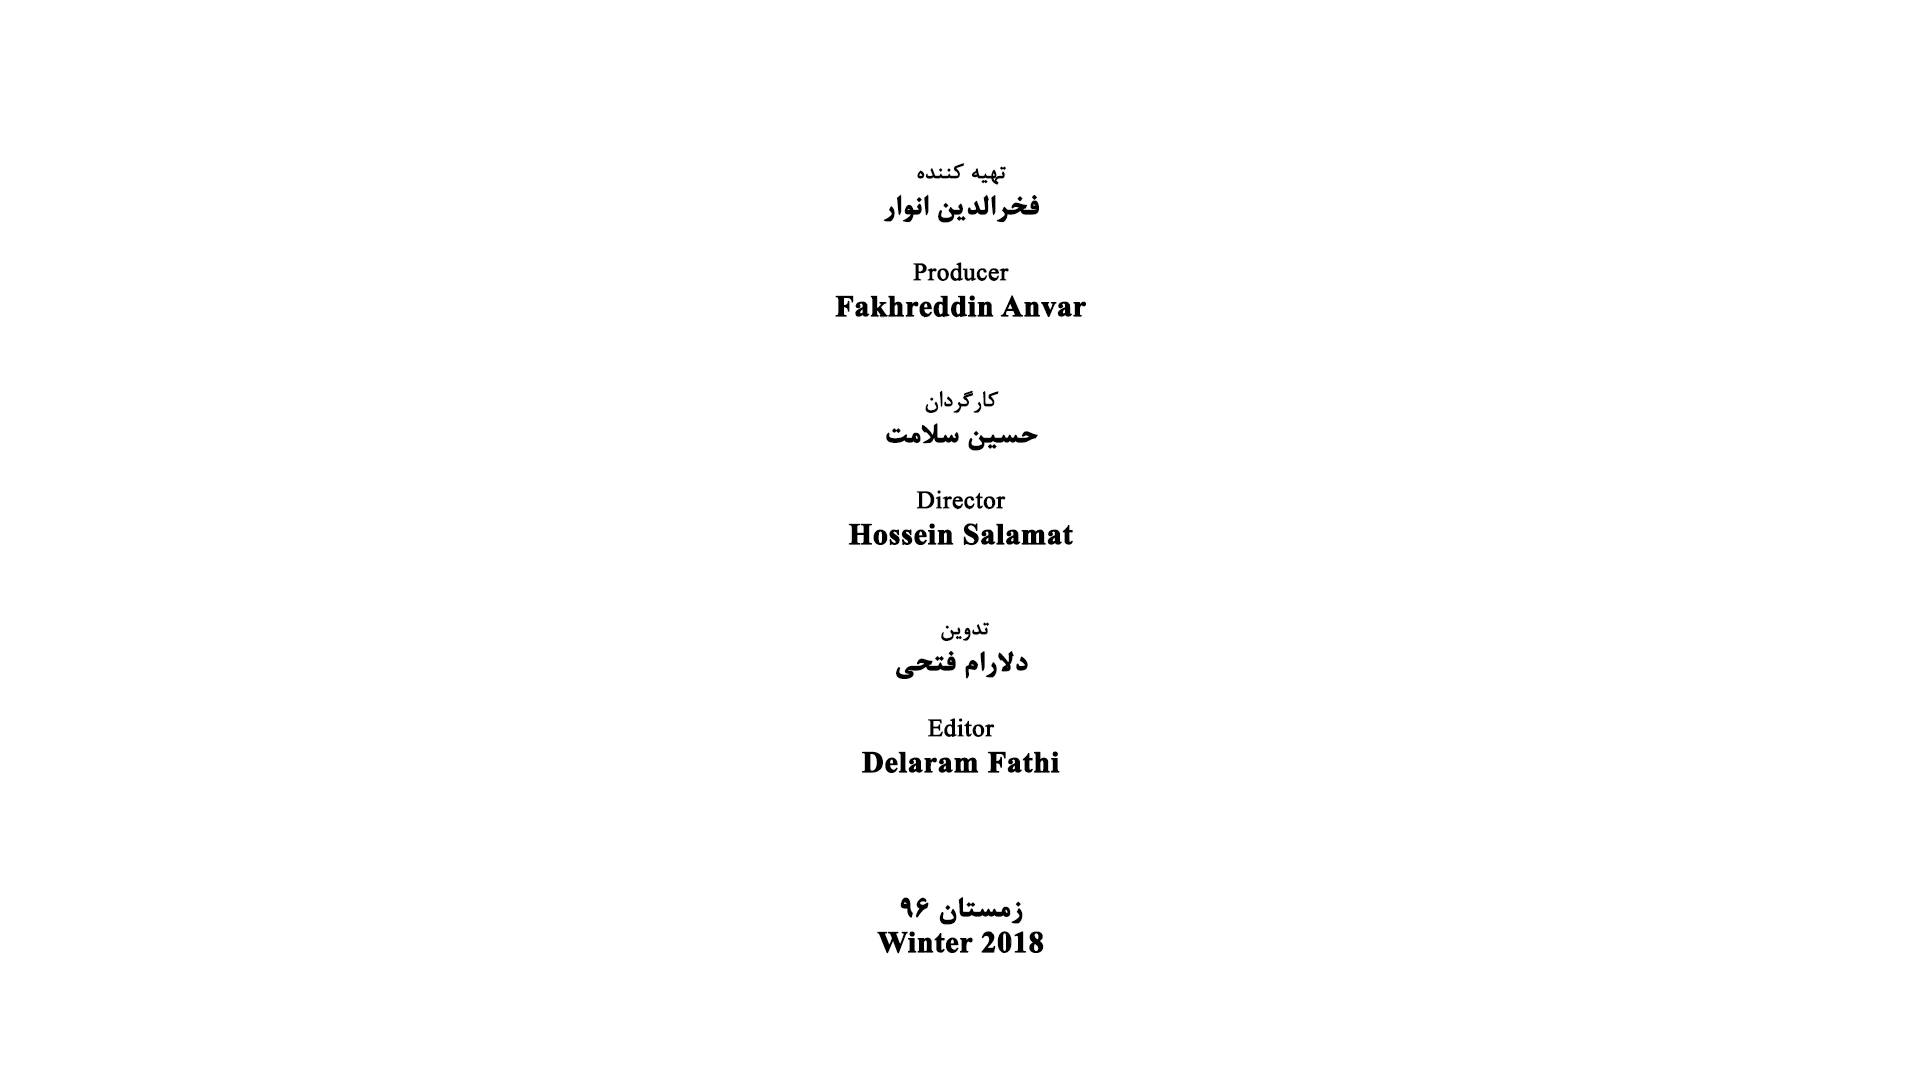 تهیه کننده
فخرالدین انوار
Producer
Fakhreddin Anvar
کارگردان
حسین سلامت
Director
Hossein Salamat
تدوین
دلارام فتحی
Editor
Delaram Fathi
زمستان ۹۶
Winter 2018